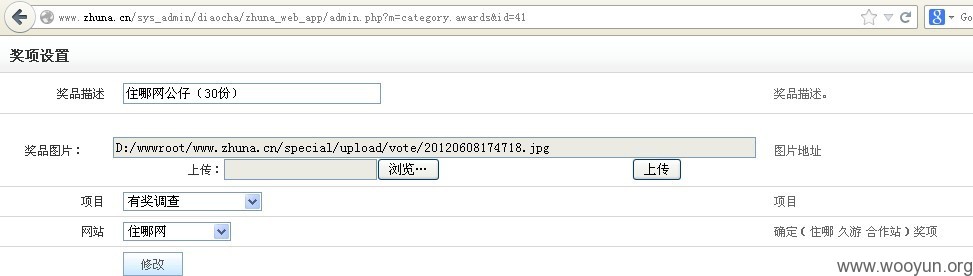 www.zhuna.cn/sys_admin/diaocha/zhuna_web_app/admin.php?m=category.awards&id=41
Go
奖项设置
奖品描述 住哪网公仔（30份） 奖品描述。
奖品图片： D:/wwwroot/www.zhuna.cn/special/upload/vote/20120608174718.jpg 图片地址
上传： 浏览… 上传
项目 有奖调查 项目
网站 住哪网 确定 ( 住哪 久游 合作站 ) 奖项
修改
www.wooyun.org